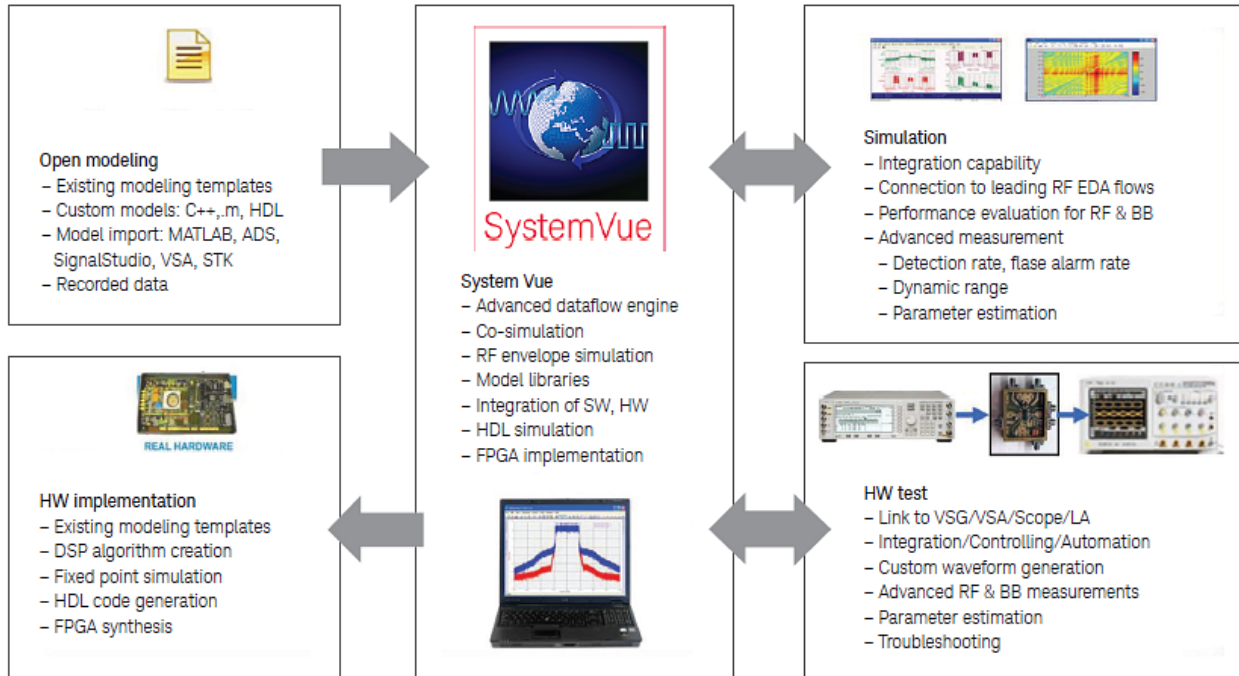 Open modeling
– Existing modeling templates
– Custom models: C++,.m, HDL
– Model import: MATLAB, ADS,
SignalStudio, VSA, STK
– Recorded data
REAL HARDWARE
HW implementation
– Existing modeling templates
– DSP algorithm creation
– Fixed point simulation
– HDL code generation
– FPGA synthesis
SystemVue
System Vue
– Advanced dataflow engine
– Co-simulation
– RF envelope simulation
– Model libraries
– Integration of SW, HW
– HDL simulation
– FPGA implementation
Simulation
– Integration capability
– Connection to leading RF EDA flows
– Performance evaluation for RF & BB
– Advanced measurement
– Detection rate, flase alarm rate
– Dynamic range
– Parameter estimation
HW test
– Link to VSG/VSA/Scope/LA
– Integration/Controlling/Automation
– Custom waveform generation
– Advanced RF & BB measurements
– Parameter estimation
– Troubleshooting